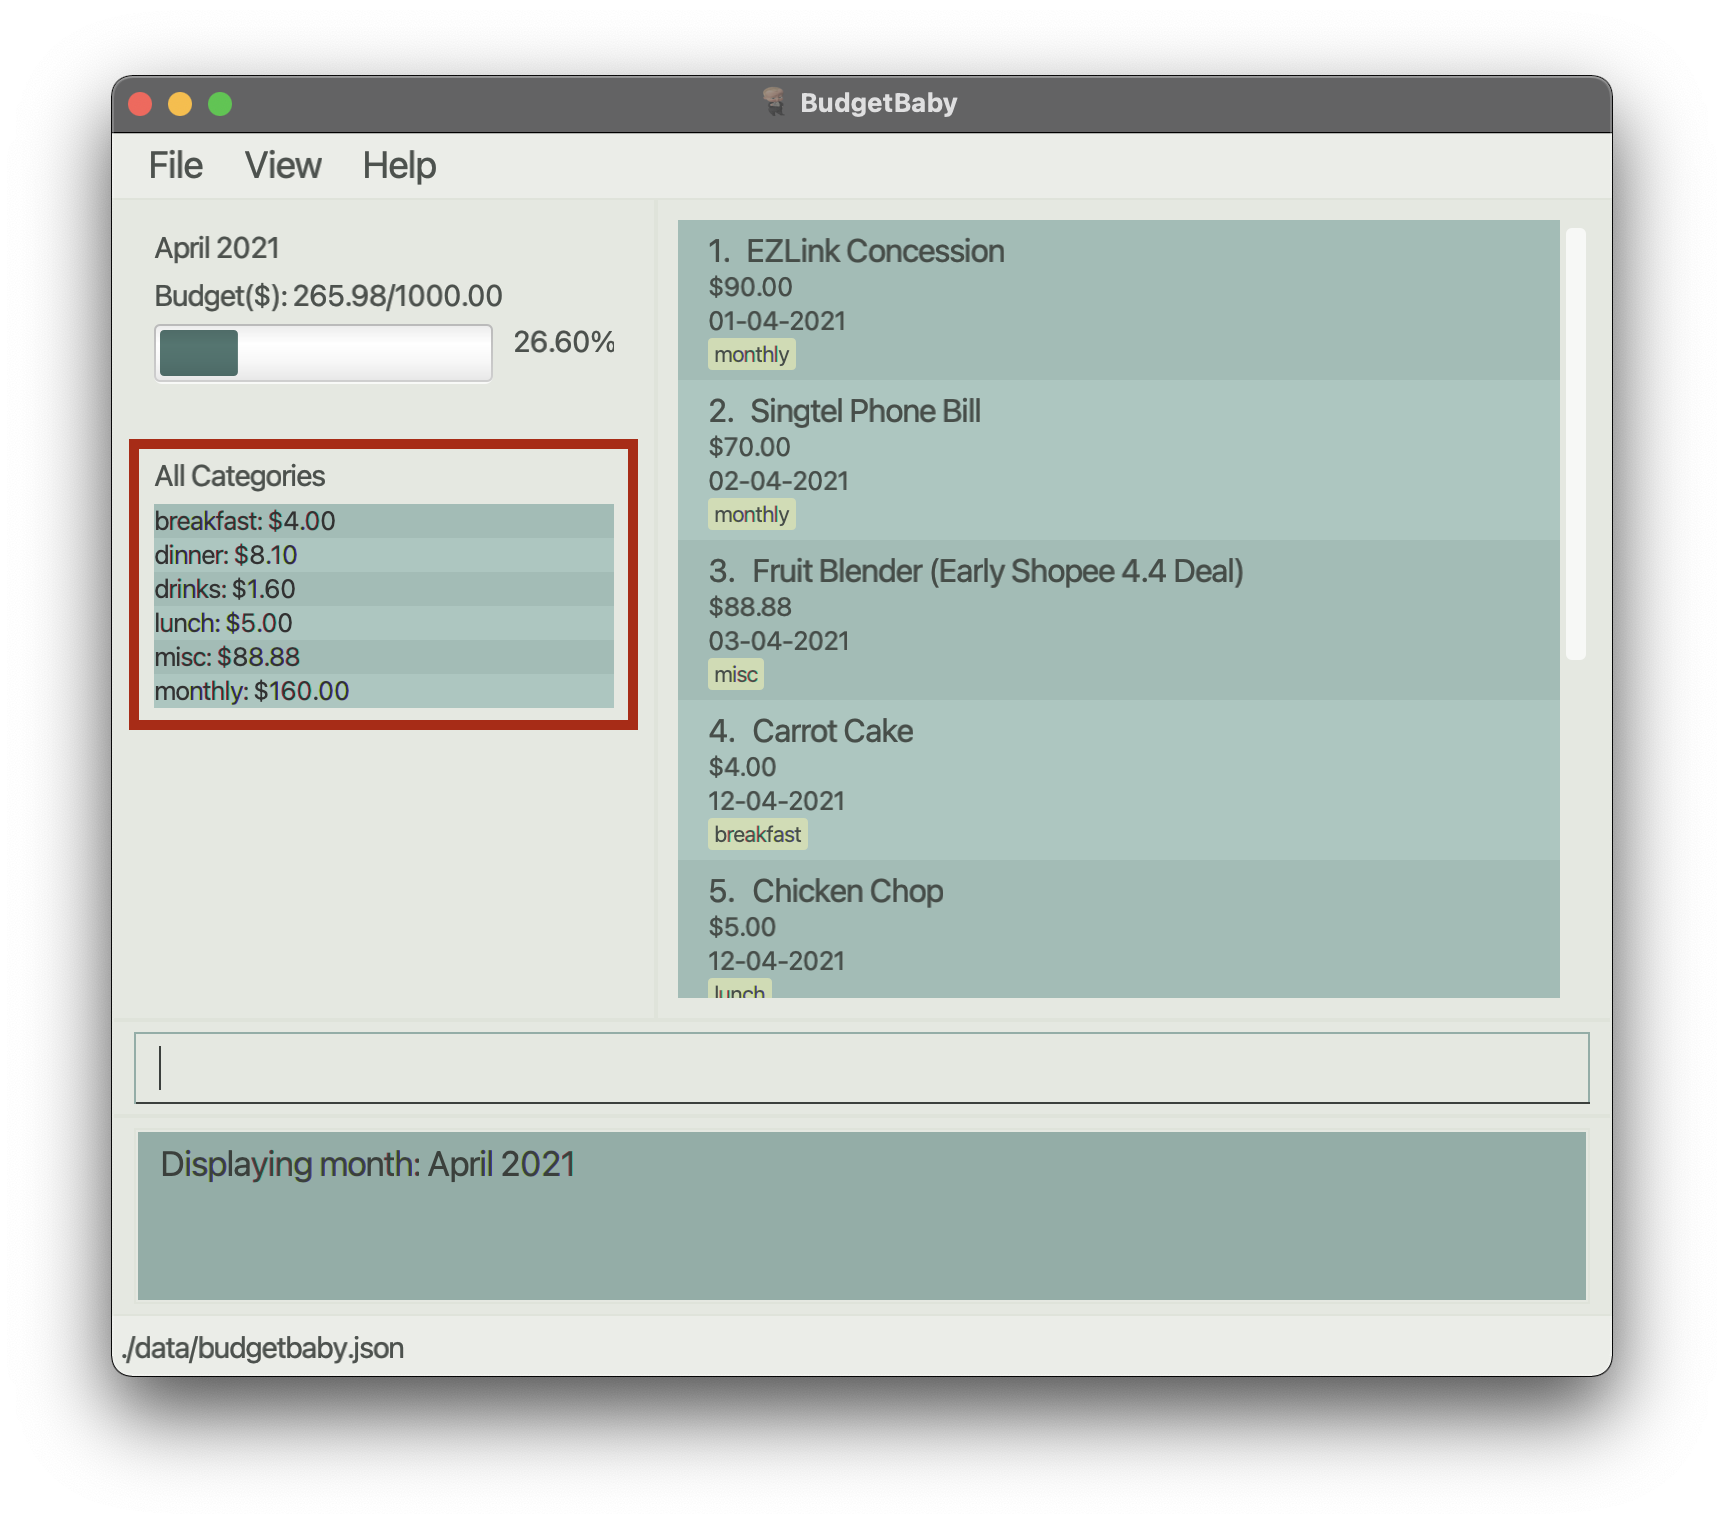 BudgetBaby
File View Help
April 2021
Budget($): 265.98/1000.00
26.60%
All Categories
breakfast: $4.00
dinner: $8.10
drinks: $1.60
lunch: $5.00
misc: $88.88
monthly: $160.00
1. EZLink Concession
$90.00
01-04-2021
monthly
2. Singtel Phone Bill
$70.00
02-04-2021
monthly
3. Fruit Blender (Early Shopee 4.4 Deal)
$88.88
03-04-2021
misc
4. Carrot Cake
$4.00
12-04-2021
breakfast
5. Chicken Chop
$5.00
12-04-2021
lunch
Displaying month: April 2021
./data/budgetbaby.json